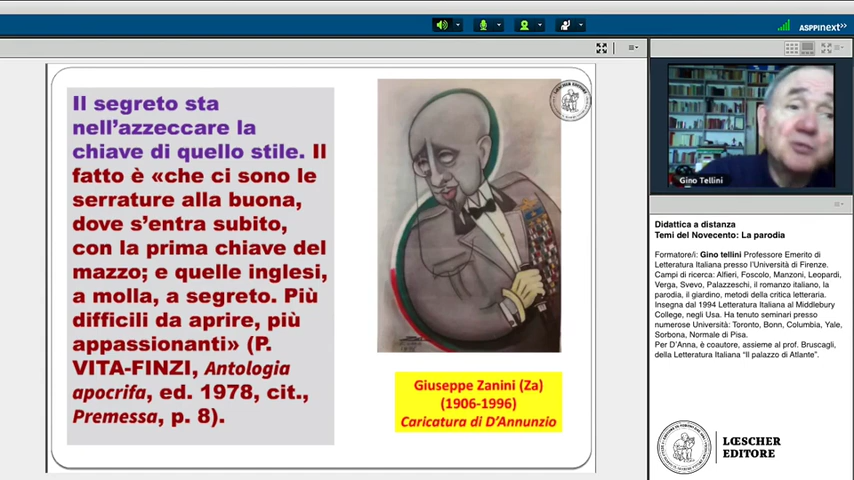 ASPPInext
Il segreto sta
nell'azzeccare la
chiave di quello stile. Il
fatto è «che ci sono le
serrature alla buona,
dove s'entra subito,
con la prima chiave del
mazzo; e quelle inglesi,
a molla, a segreto. Più
difficili da aprire, più
appassionanti» (P.
VITA-FINZI, Antologia
apocrifa, ed. 1978, cit.,
Premessa, p. 8).
Giuseppe Zanini (Za)
(1906-1996)
Caricatura di D'Annunzio
LŒSCHER EDITORE
Gino Tellini
Didattica a distanza
Temi del Novecento: La parodia
Formatore/i: Gino tellini Professore Emerito di
Letteratura Italiana presso l'Università di Firenze.
Campi di ricerca: Alfieri, Foscolo, Manzoni, Leopardi,
Verga, Svevo, Palazzeschi, il romanzo italiano, la
parodia, il giardino, metodi della critica letteraria.
Insegna dal 1994 Letteratura Italiana al Middlebury
College, negli Usa. Ha tenuto seminari presso
numerose Università: Toronto, Bonn, Columbia, Yale,
Sorbona, Normale di Pisa.
Per D'Anna, è coautore, assieme al prof. Bruscagli,
della Letteratura Italiana "Il palazzo di Atlante".
LŒSCHER
EDITORE